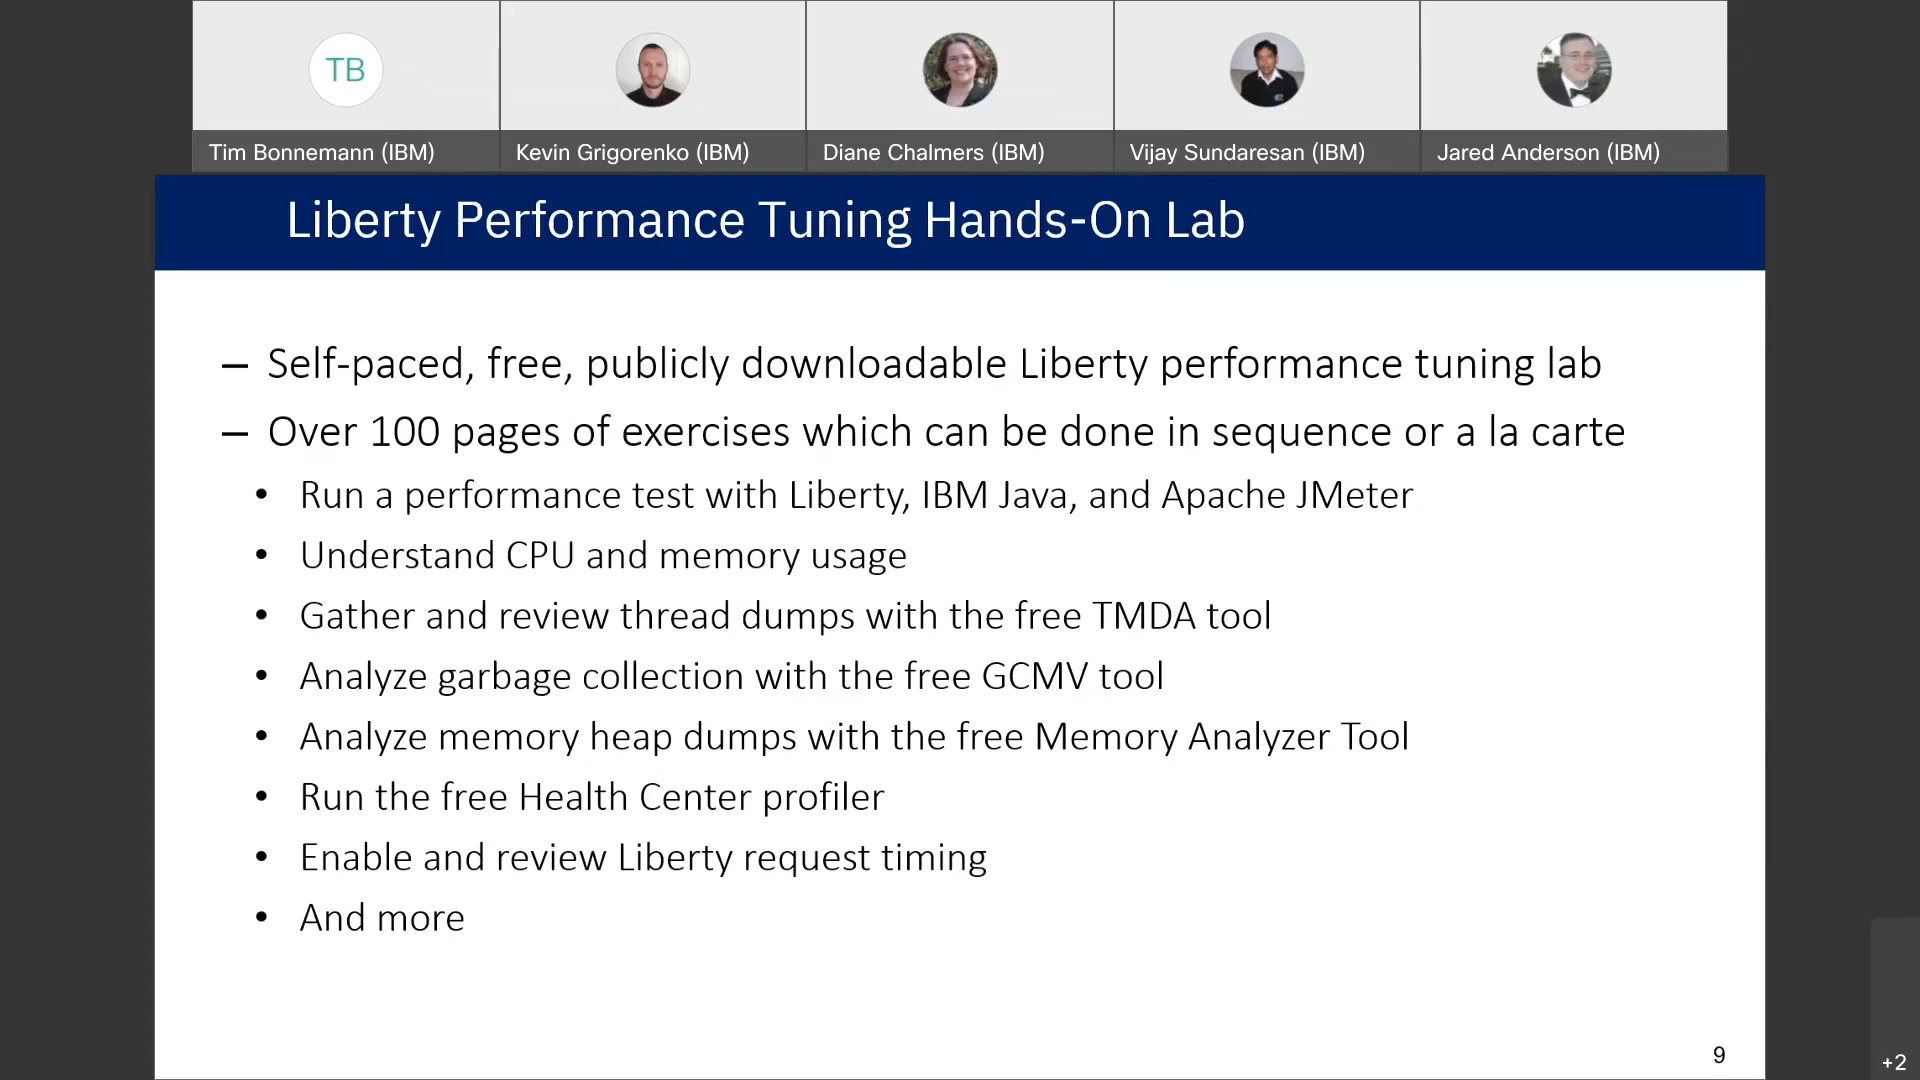 TB
Tim Bonnemann (IBM)
Kevin Grigorenko (IBM)
Diane Chalmers (IBM)
Vijay Sundaresan (IBM)
Jared Anderson (IBM)
Liberty Performance Tuning Hands-On Lab
– Self-paced, free, publicly downloadable Liberty performance tuning lab
– Over 100 pages of exercises which can be done in sequence or a la carte
• Run a performance test with Liberty, IBM Java, and Apache JMeter
• Understand CPU and memory usage
• Gather and review thread dumps with the free TMDA tool
• Analyze garbage collection with the free GCMV tool
• Analyze memory heap dumps with the free Memory Analyzer Tool
• Run the free Health Center profiler
• Enable and review Liberty request timing
• And more
9
+2